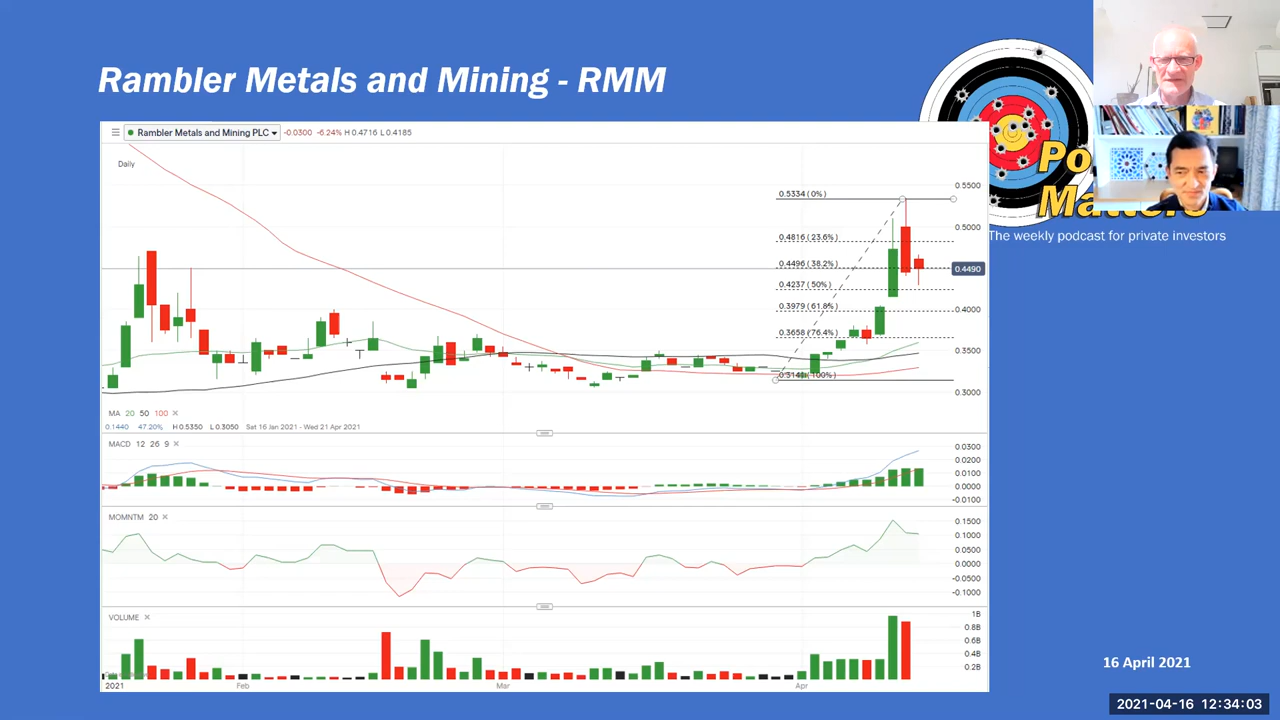 Rambler Metals and Mining - RMM
Rambler Metals and Mining PLC -0.0300 -6.24% H 0.4716 L 0.4185
Daily
0.5334 (0%)
0.4816 (23.6%)
0.4496 (38.2%)
0.4237 (50%)
0.3979 (61.8%)
0.3658 (76.4%)
(100%)
0.5500
0.5000
0.4490
0.4000
0.3500
0.3000
MA 20 50 100
0.1440 47.20% H 0.5350 L 0.3050 Sat 16 Jan 2021 - Wed 21 Apr 2021
MACD 12 26 9
0.0300
0.0200
0.0100
0.0000
-0.0100
MOMNTM 20
0.1500
0.1000
0.0500
0.0000
-0.0500
-0.1000
VOLUME
1B
0.8B
0.6B
0.4B
0.2B
2021 Feb Mar Apr
The weekly podcast for private investors
16 April 2021
2021-04-16 12:34:03